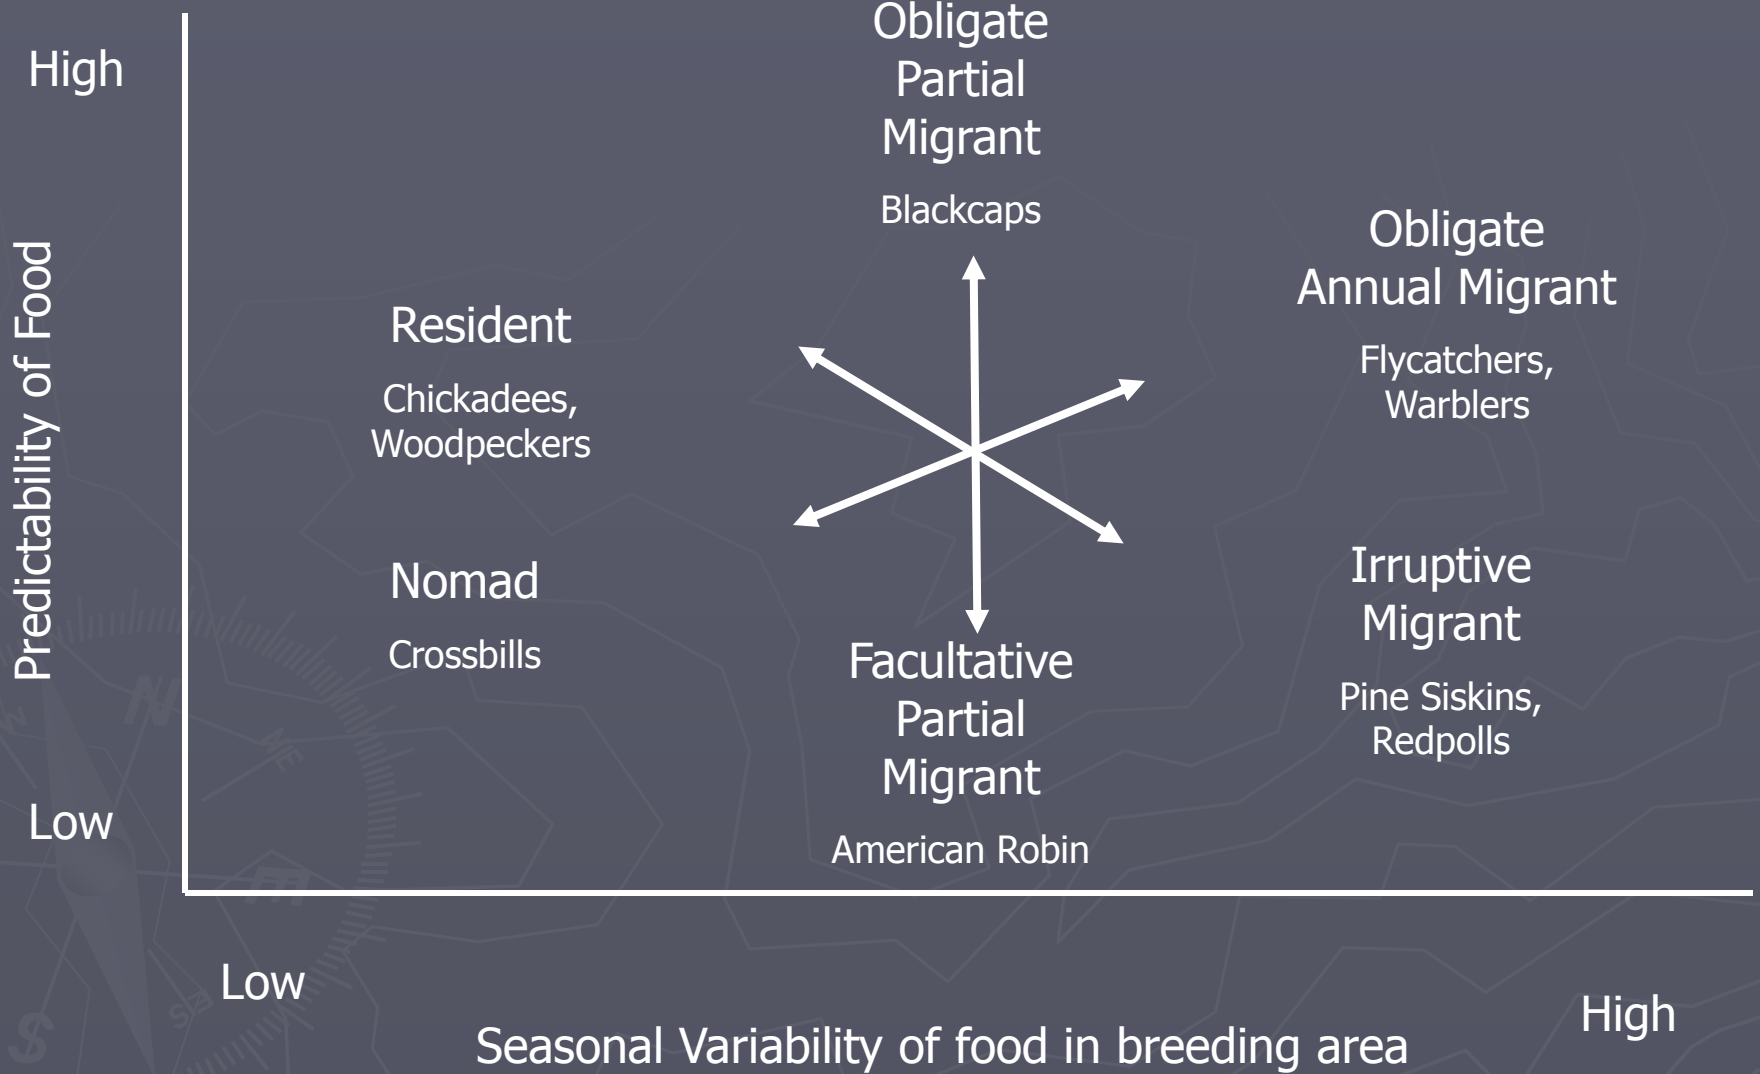 High
Predictability of Food
Low
Obligate
Partial
Migrant
Blackcaps
Obligate
Annual Migrant
Flycatchers,
Warblers
Resident
Chickadees,
Woodpeckers
Nomad
Crossbills
Irruptive
Migrant
Pine Siskins,
Redpolls
Facultative
Partial
Migrant
American Robin
Low
High
Seasonal Variability of food in breeding area
N
NE
E
SE
S
W